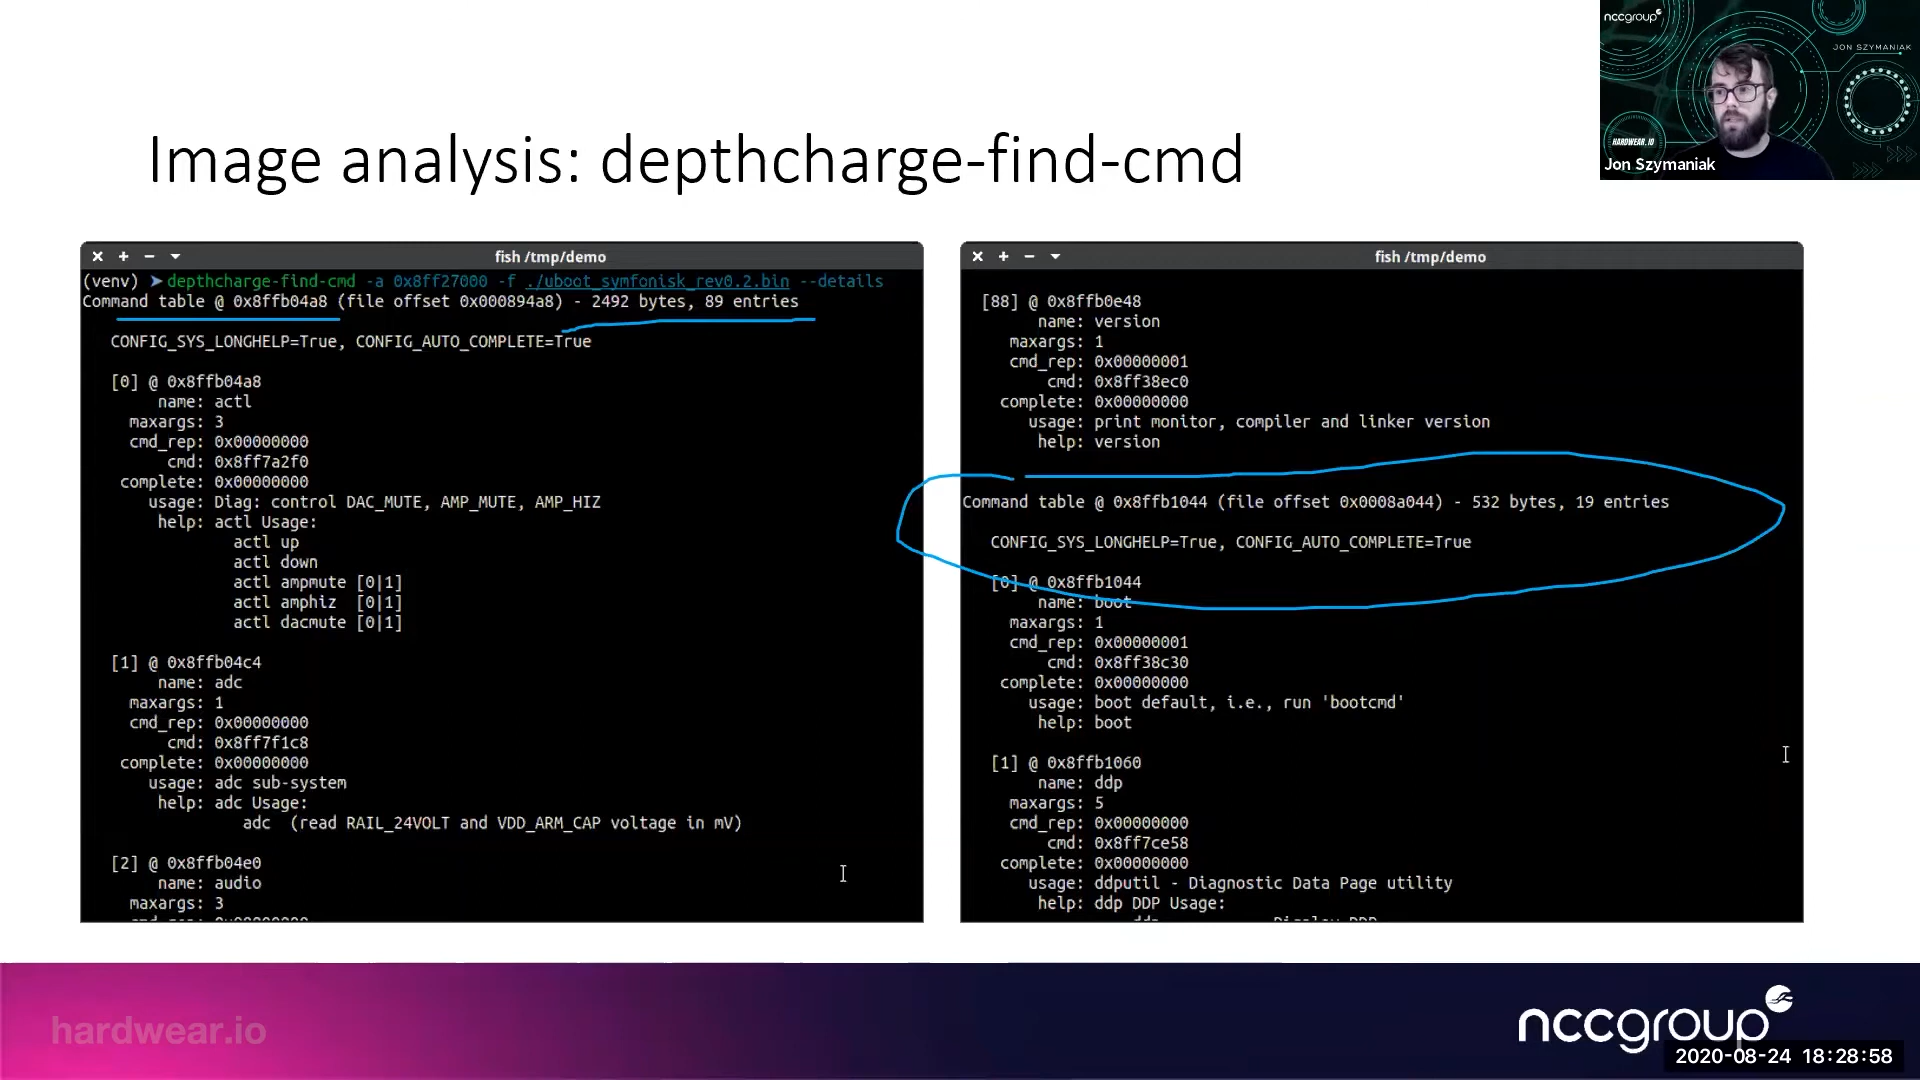 nccgroup
JON SZYMANIAK
HARDWEAR.IO
Jon Szymaniak
Image analysis: depthcharge-find-cmd
fish /tmp/demo
(venv) ➤depthcharge-find-cmd -a 0x8ff27000 -f ./uboot_symfonisk_rev0.2.bin --details
Command table @ 0x8ffb04a8 (file offset 0x000894a8) - 2492 bytes, 89 entries
CONFIG_SYS_LONGHELP=True, CONFIG_AUTO_COMPLETE=True
[0] @ 0x8ffb04a8
name: actl
maxargs: 3
cmd_rep: 0x00000000
cmd: 0x8ff7a2f0
complete: 0x00000000
usage: Diag: control DAC_MUTE, AMP_MUTE, AMP_HIZ
help: actl Usage:
actl up
actl down
actl ampmute [0|1]
actl amphiz  [0|1]
actl dacmute [0|1]
[1] @ 0x8ffb04c4
name: adc
maxargs: 1
cmd_rep: 0x00000000
cmd: 0x8ff7f1c8
complete: 0x00000000
usage: adc sub-system
help: adc Usage:
adc  (read RAIL_24VOLT and VDD_ARM_CAP voltage in mV)
[2] @ 0x8ffb04e0
name: audio
maxargs: 3
cmd_rep: 0x00000000
fish /tmp/demo
[88] @ 0x8ffb0e48
name: version
maxargs: 1
cmd_rep: 0x00000001
cmd: 0x8ff38ec0
complete: 0x00000000
usage: print monitor, compiler and linker version
help: version
Command table @ 0x8ffb1044 (file offset 0x0008a044) - 532 bytes, 19 entries
CONFIG_SYS_LONGHELP=True, CONFIG_AUTO_COMPLETE=True
[0] @ 0x8ffb1044
name: boot
maxargs: 1
cmd_rep: 0x00000001
cmd: 0x8ff38c30
complete: 0x00000000
usage: boot default, i.e., run 'bootcmd'
help: boot
[1] @ 0x8ffb1060
name: ddp
maxargs: 5
cmd_rep: 0x00000000
cmd: 0x8ff7ce58
complete: 0x00000000
usage: ddputil - Diagnostic Data Page utility
help: ddp DDP Usage:
ddp Display DDP
hardwear.io
nccgroup
2020-08-24 18:28:58